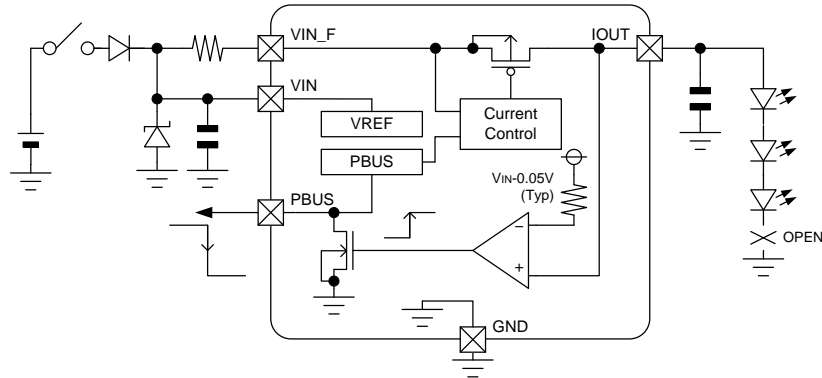 VIN_F
IOUT
VIN
VREF
Current
Control
PBUS
VIN-0.05V
(Typ)
PBUS
−
+
OPEN
GND